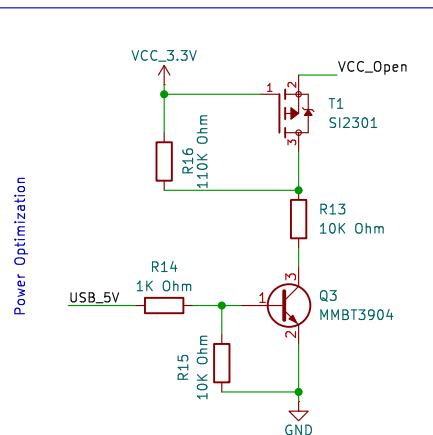 VCC_3.3V
VCC_Open
1
2
T1
SI2301
3
R16
110K Ohm
R13
10K Ohm
Power Optimization
R14
1K Ohm
3
USB_5V
1
Q3
MMBT3904
2
R15
10K Ohm
GND